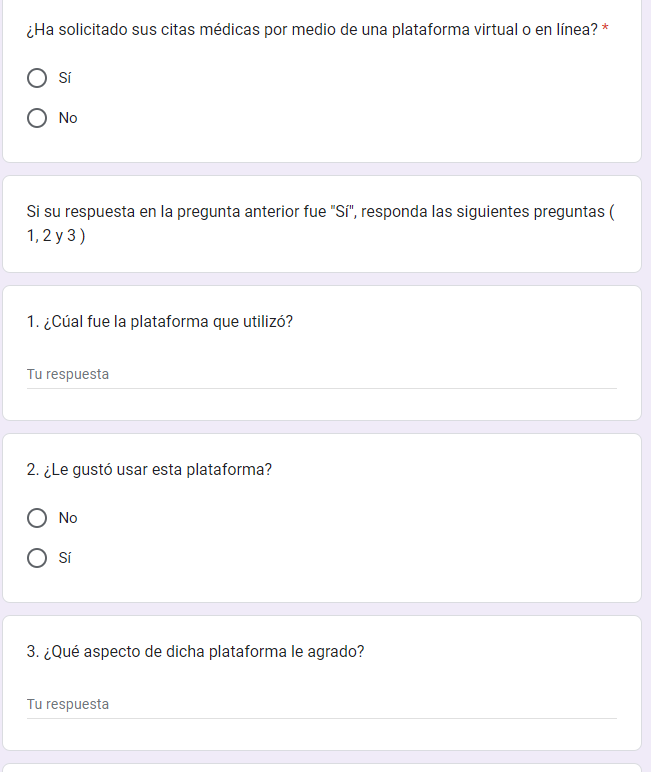 ¿Ha solicitado sus citas médicas por medio de una plataforma virtual o en línea? *
Sí
No
Si su respuesta en la pregunta anterior fue "Sí", responda las siguientes preguntas (
1, 2 y 3 )
1. ¿Cúal fue la plataforma que utilizó?
Tu respuesta
2. ¿Le gustó usar esta plataforma?
No
Sí
3. ¿Qué aspecto de dicha plataforma le agrado?
Tu respuesta